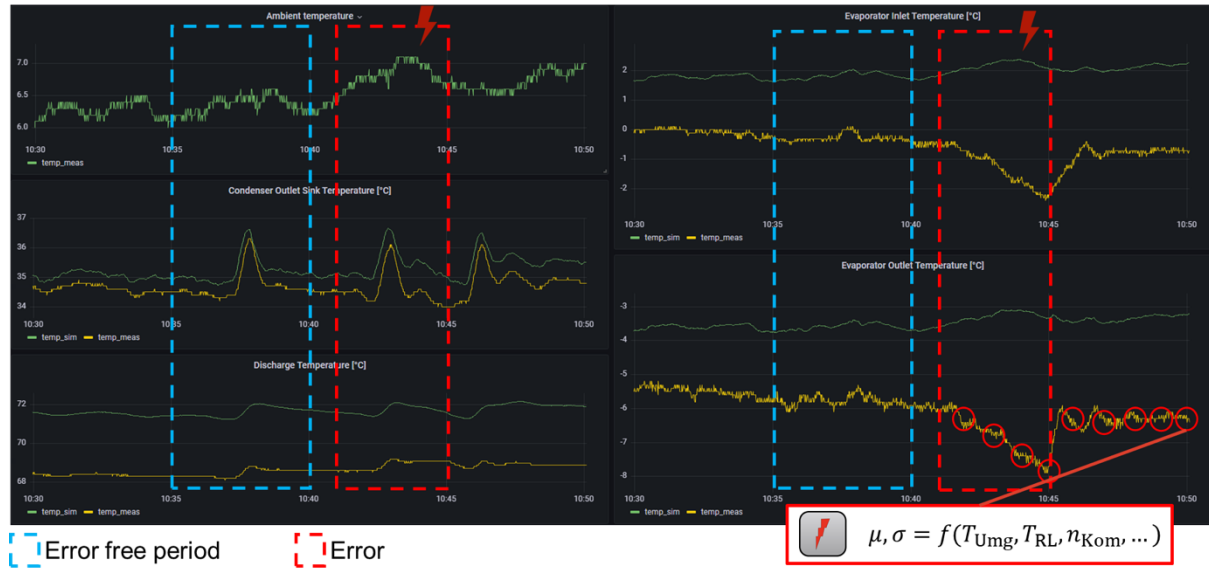 Ambient temperature
7.0
6.5
6.0
10:30 10:35 10:40 10:45 10:50
temp_meas
Condenser Outlet Sink Temperature [°C]
37
36
35
34
10:30 10:35 10:40 10:45 10:50
temp_sim temp_meas
Discharge Temperature [°C]
72
70
68
10:30 10:35 10:40 10:45 10:50
temp_sim temp_meas
Evaporator Inlet Temperature [°C]
2
1
0
-1
-2
10:30 10:35 10:40 10:45 10:50
temp_sim temp_meas
Evaporator Outlet Temperature [°C]
-3
-4
-5
-6
-7
-8
10:30 10:35 10:40 10:45 10:50
temp_sim temp_meas
Error free period
Error
μ, σ = f(T_Umg, T_RL, n_Kom, … )